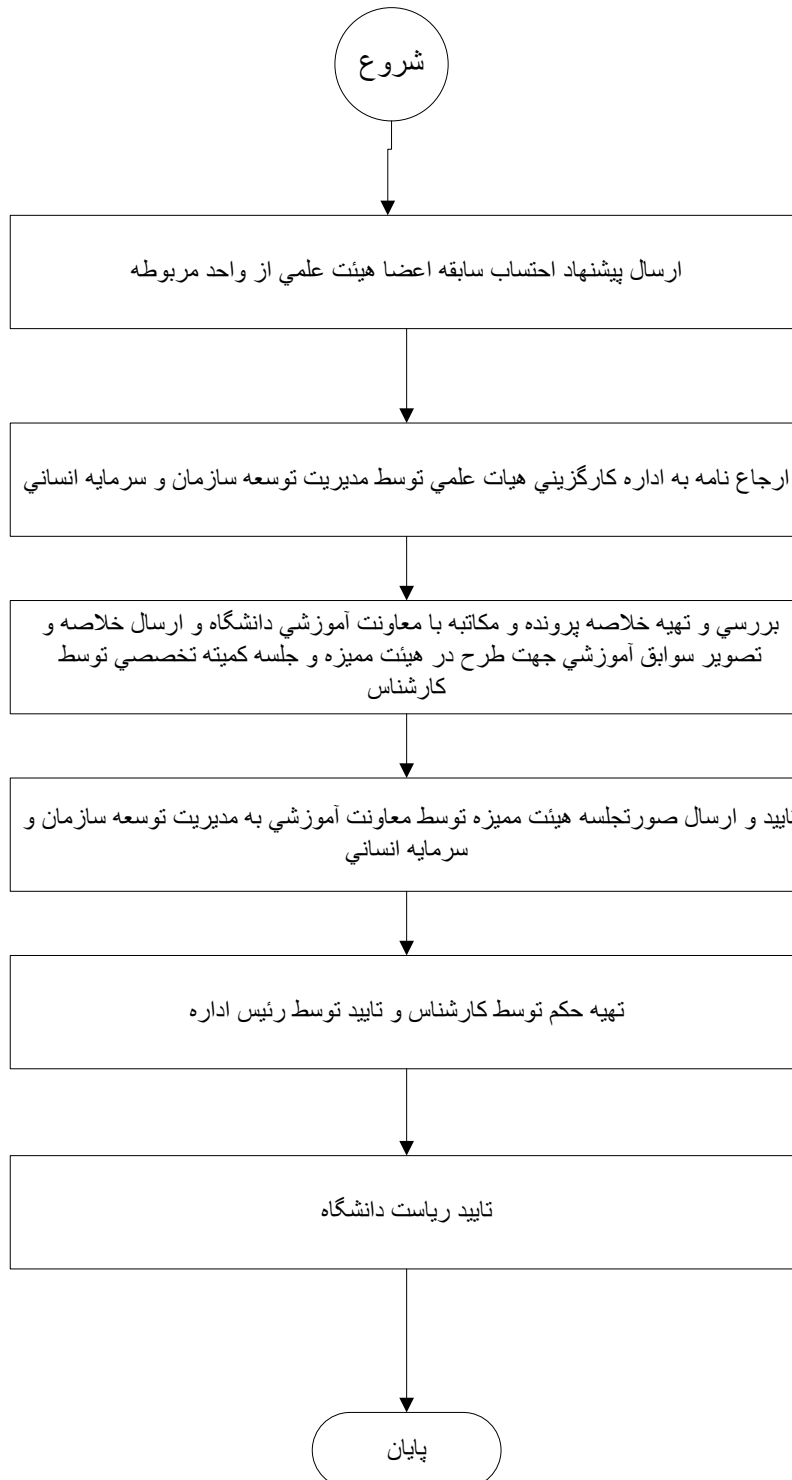 شروع
ارسال پيشنهاد احتساب سابقه اعضا هيئت علمي از واحد مربوطه
ارجاع نامه به اداره كارگزيني هيات علمي توسط مديريت توسعه سازمان و سرمايه انساني
بررسي و تهيه خلاصه پرونده و مكاتبه با معاونت آموزشي دانشگاه و ارسال خلاصه و
تصوير سوابق آموزشي جهت طرح در هيئت مميزه و جلسه كميته تخصصي توسط
كارشناس
تاييد و ارسال صورتجلسه هيئت مميزه توسط معاونت آموزشي به مديريت توسعه سازمان و
سرمايه انساني
تهيه حكم توسط كارشناس و تاييد توسط رئيس اداره
تاييد رياست دانشگاه
پايان